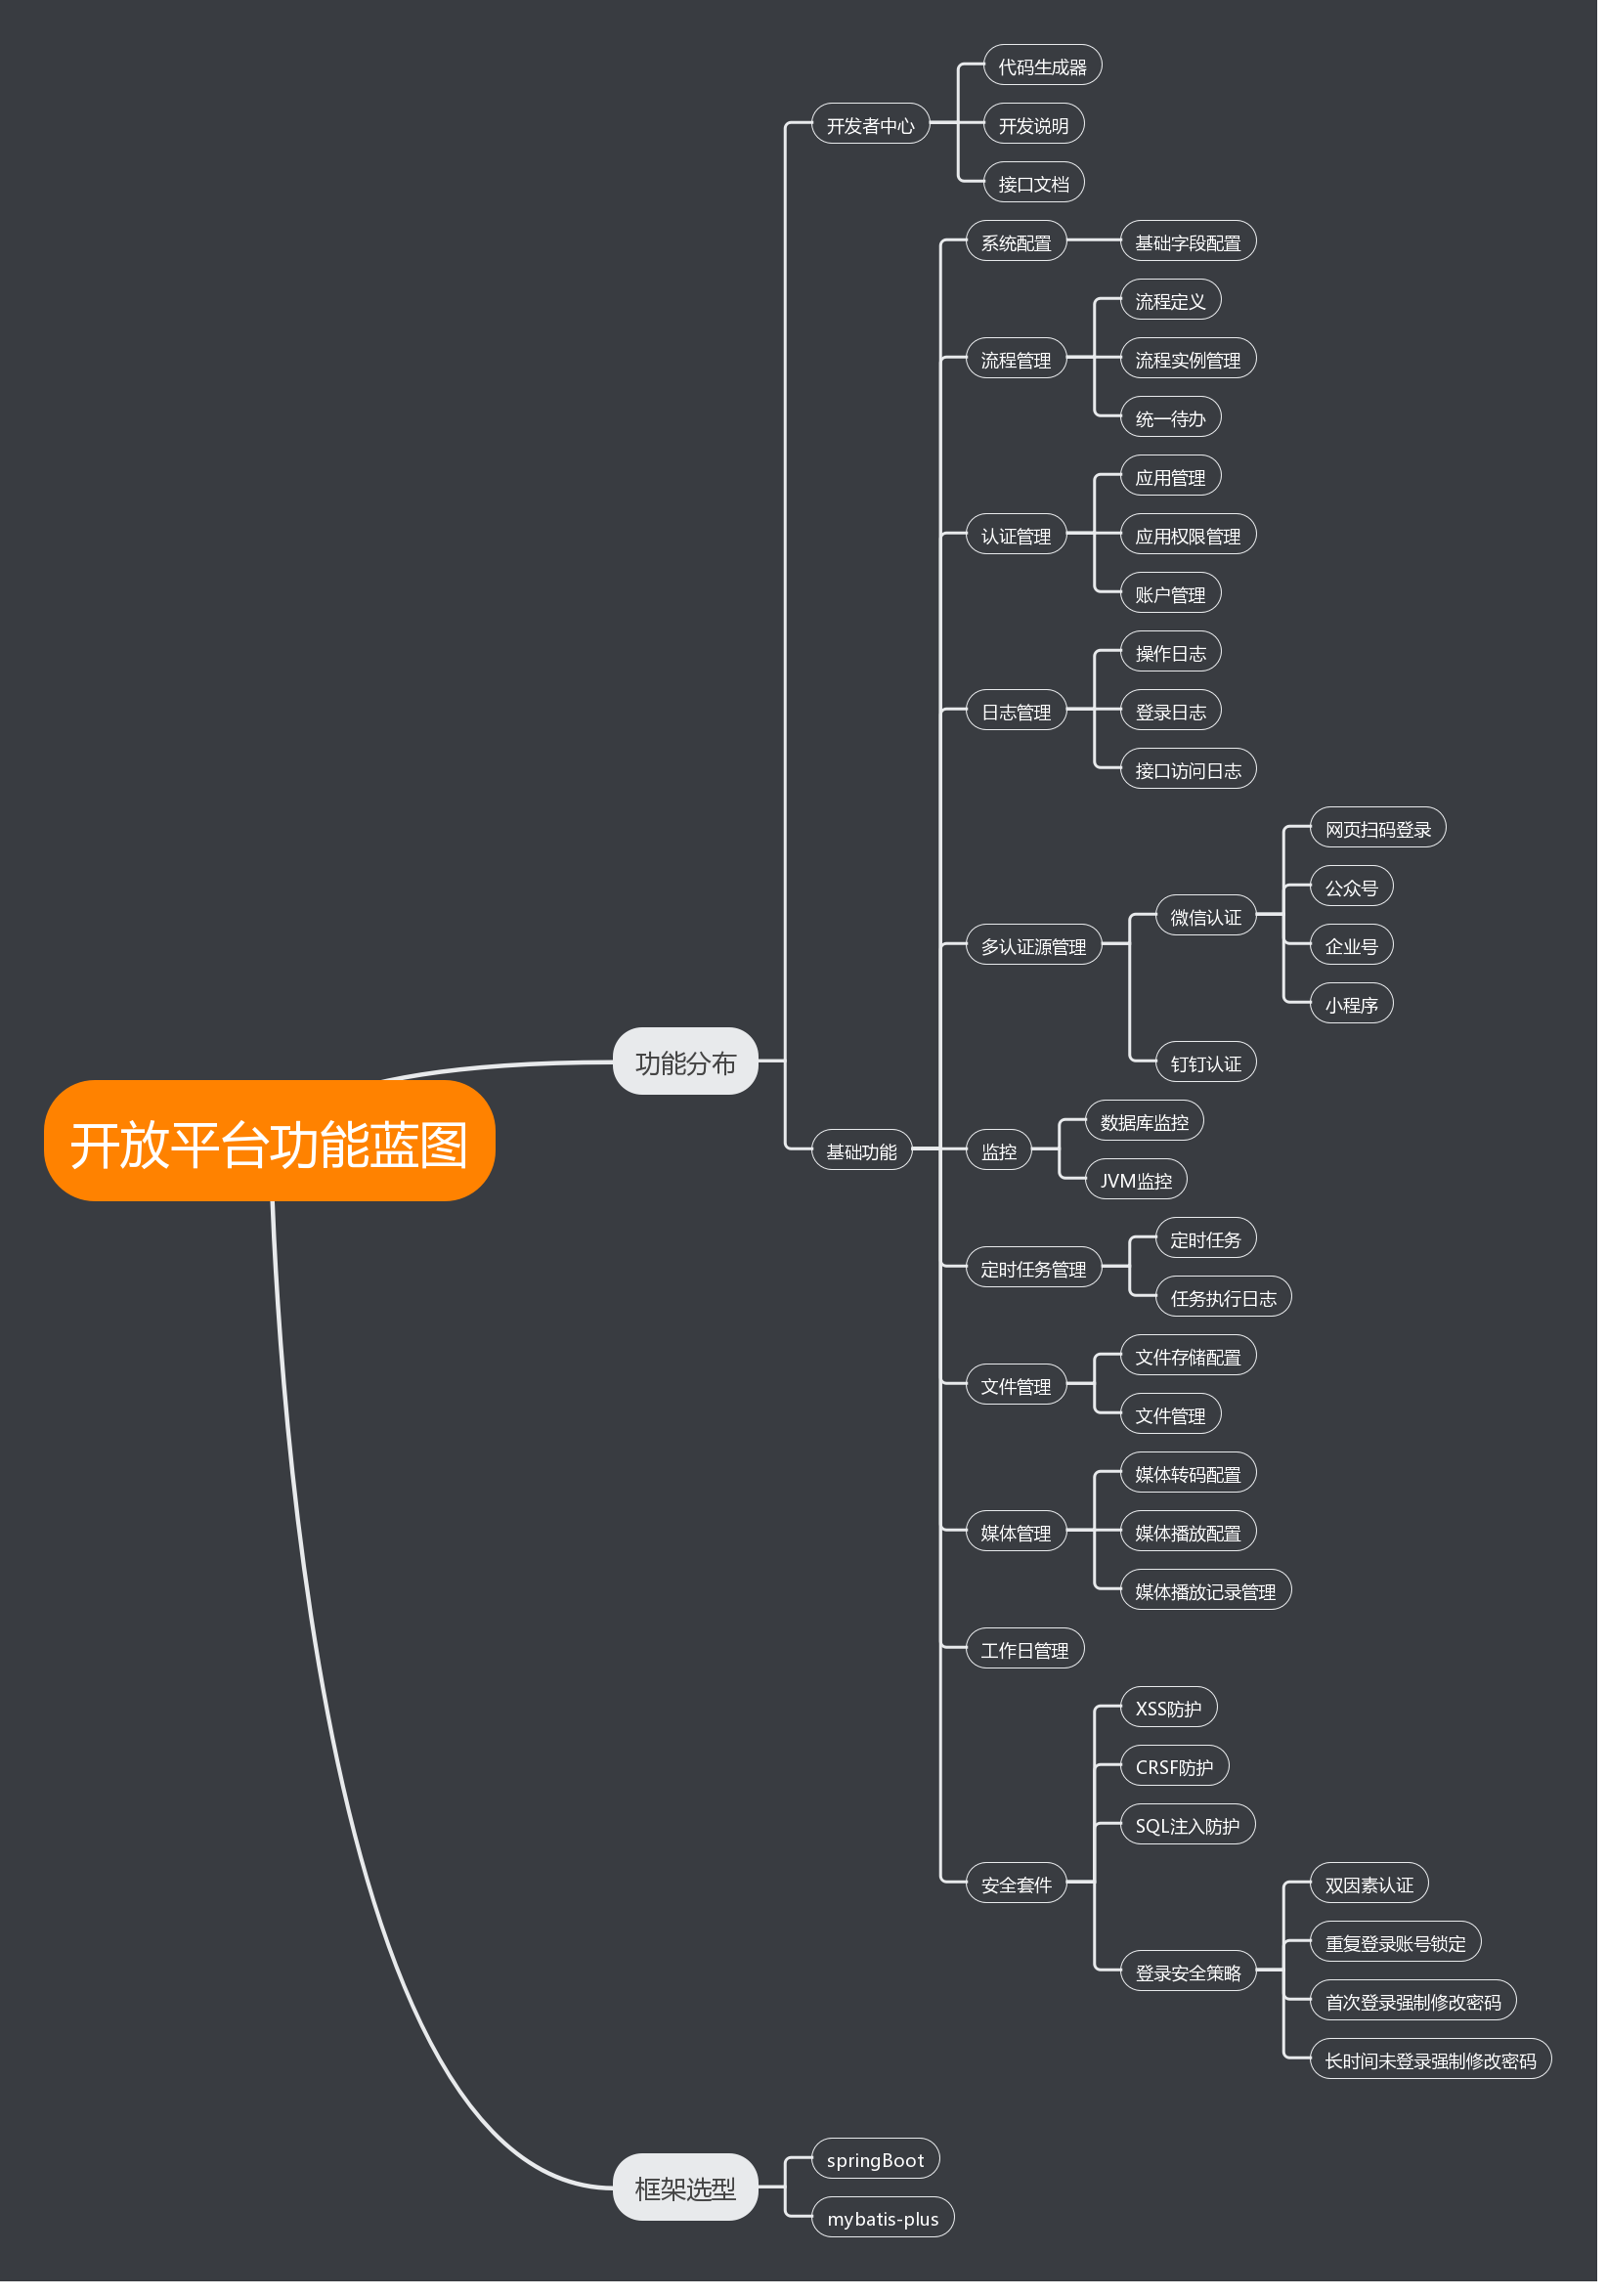 开放平台功能蓝图
功能分布
开发者中心
代码生成器
开发说明
接口文档
基础功能
系统配置
基础字段配置
流程管理
流程定义
流程实例管理
统一待办
认证管理
应用管理
应用权限管理
账户管理
日志管理
操作日志
登录日志
接口访问日志
多认证源管理
微信认证
网页扫码登录
公众号
企业号
小程序
钉钉认证
监控
数据库监控
JVM监控
定时任务管理
定时任务
任务执行日志
文件管理
文件存储配置
文件管理
媒体管理
媒体转码配置
媒体播放配置
媒体播放记录管理
工作日管理
安全套件
XSS防护
CRSF防护
SQL注入防护
登录安全策略
双因素认证
重复登录账号锁定
首次登录强制修改密码
长时间未登录强制修改密码
框架选型
springBoot
mybatis-plus